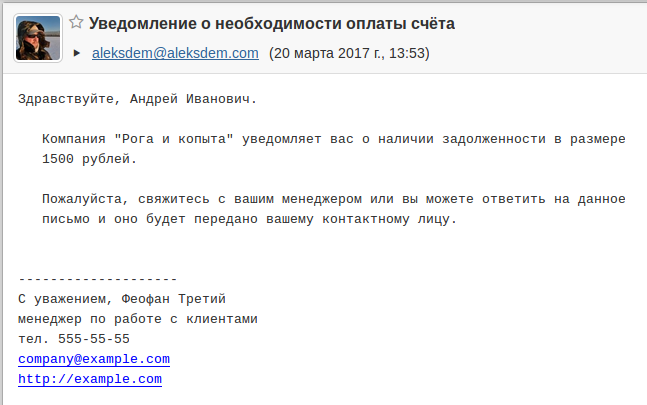 Уведомление о необходимости оплаты счёта
aleksdem@aleksdem.com (20 марта 2017 г., 13:53)
Здравствуйте, Андрей Иванович.
Компания "Рога и копыта" уведомляет вас о наличии задолженности в размере
1500 рублей.
Пожалуйста, свяжитесь с вашим менеджером или вы можете ответить на данное
письмо и оно будет передано вашему контактному лицу.
--------------------
С уважением, Феофан Третий
менеджер по работе с клиентами
тел. 555-55-55
company@example.com
http://example.com